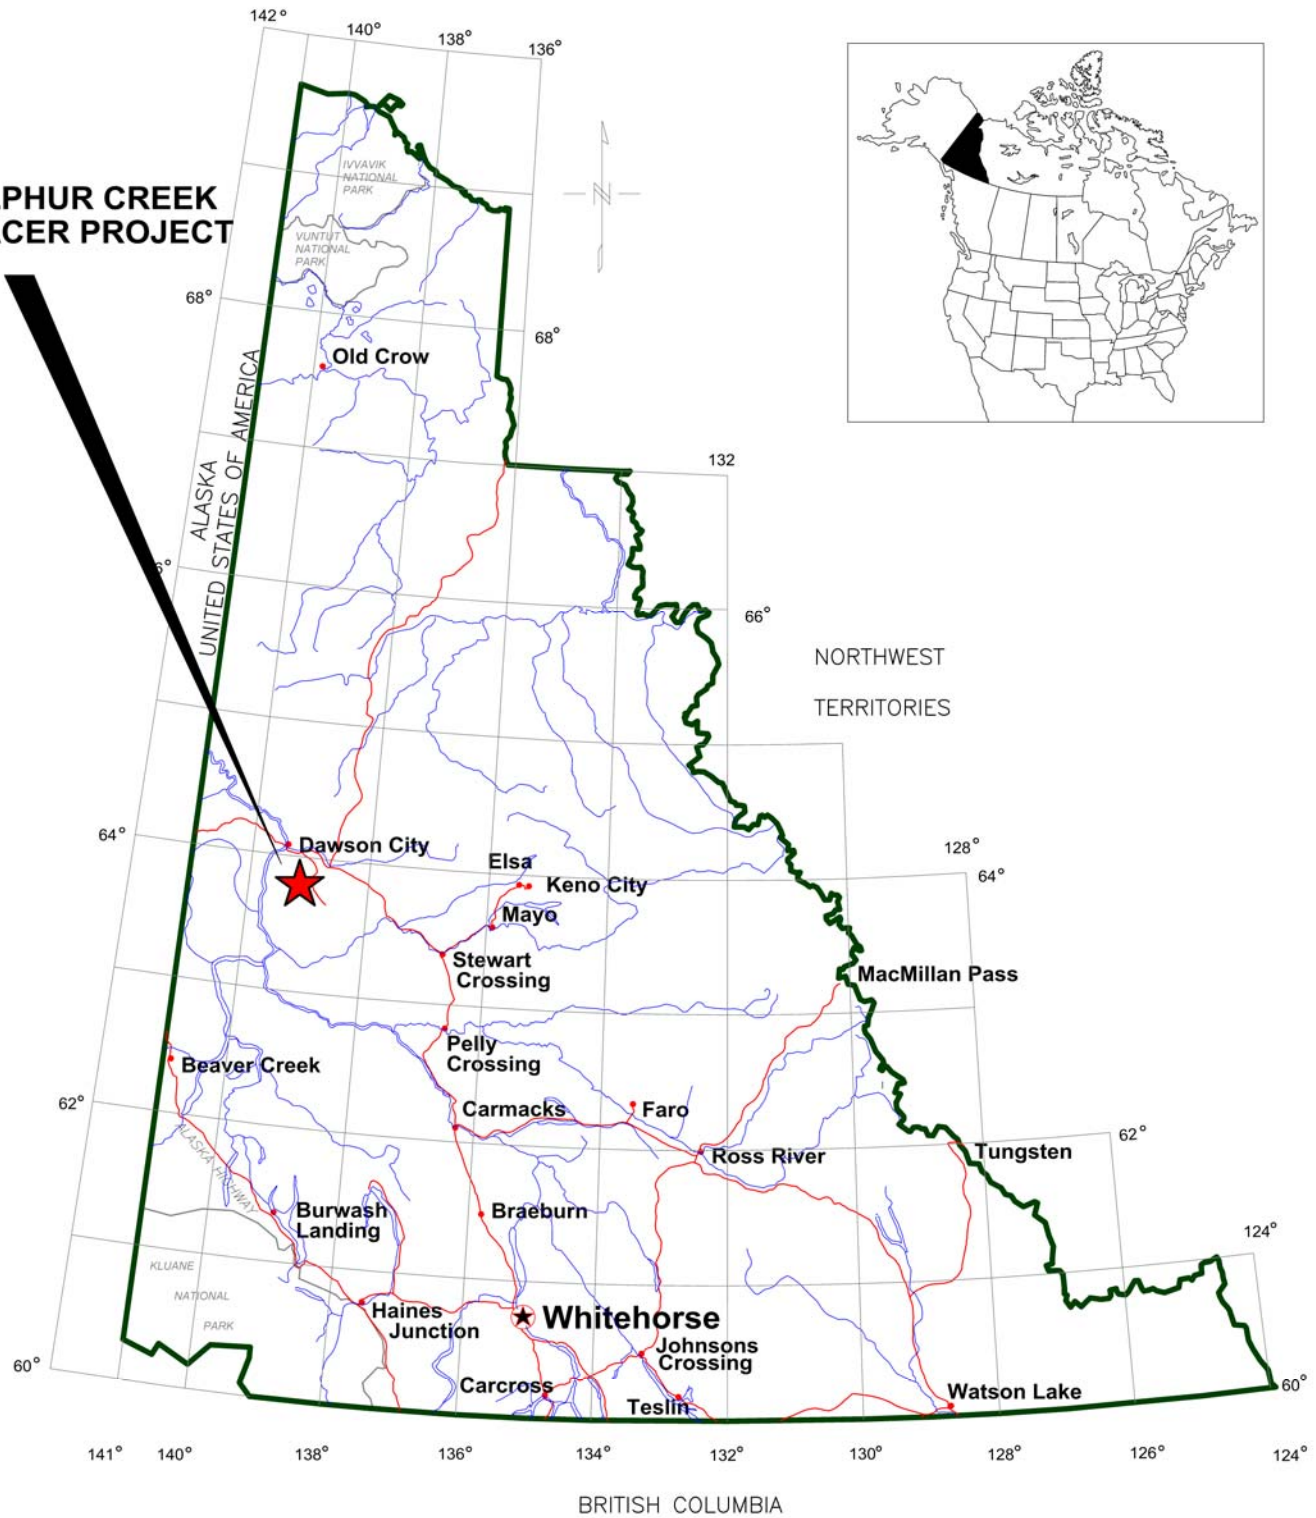 142°
140°
138°
136°
IVVAVIK
NATIONAL
PARK
PHUR CREEK
CER PROJECT
VUNTUT
NATIONAL
PARK
68°
68°
Old Crow
ALASKA
UNITED STATES OF AMERICA
132
6°
66°
NORTHWEST
TERRITORIES
N
64°
Dawson City
128°
64°
Elsa
Keno City
Mayo
Stewart
Crossing
MacMillan Pass
Pelly
Crossing
Beaver Creek
62°
Carmacks
Faro
62°
ALASKA HIGHWAY
Ross River
Tungsten
Burwash
Landing
Braeburn
124°
KLUANE
NATIONAL
PARK
Haines
Junction
Whitehorse
Johnsons
Crossing
60°
Carcross
Teslin
Watson Lake
60°
141°
140°
138°
136°
134°
132°
130°
128°
126°
124°
BRITISH COLUMBIA